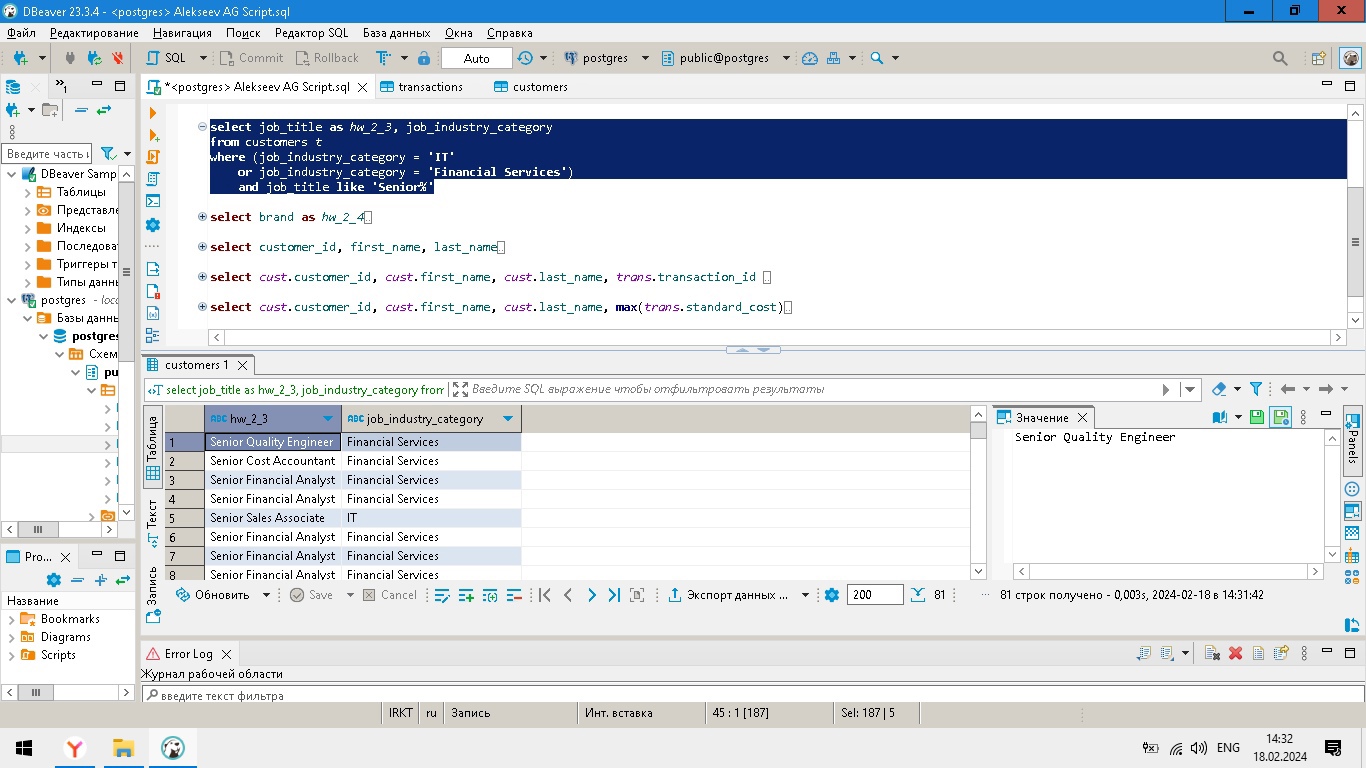 DBeaver 23.3.4 - <postgres> Alekseev AG Script.sql
Файл Редактирование Навигация Поиск Редактор SQL База данных Окна Справка
SQL Commit Rollback Auto postgres public@postgres
*<postgres> Alekseev AG Script.sql transactions customers
Введите часть и
DBeaver Samp
Таблицы
Представле
Индексы
Последова
Триггеры т
Типы данны
postgres - loca
Базы данны
postgres
Схем
pu
select job_title as hw_2_3, job_industry_category
from customers t
where (job_industry_category = 'IT'
or job_industry_category = 'Financial Services')
and job_title like 'Senior%'
select brand as hw_2_4
select customer_id, first_name, last_name
select cust.customer_id, cust.first_name, cust.last_name, trans.transaction_id
select cust.customer_id, cust.first_name, cust.last_name, max(trans.standard_cost)
customers 1
select job_title as hw_2_3, job_industry_category from
Введите SQL выражение чтобы отфильтровать результаты
Таблица
Текст
Запись
ABC hw_2_3 ABC job_industry_category
1 Senior Quality Engineer Financial Services
2 Senior Cost Accountant Financial Services
3 Senior Financial Analyst Financial Services
4 Senior Financial Analyst Financial Services
5 Senior Sales Associate IT
6 Senior Financial Analyst Financial Services
7 Senior Financial Analyst Financial Services
8 Senior Financial Analyst Financial Services
Значение
Senior Quality Engineer
Panels
Обновить Save Cancel Экспорт данных ... 200 81 81 строк получено - 0,003s, 2024-02-18 в 14:31:42
Pro...
Название
Bookmarks
Diagrams
Scripts
Error Log
Журнал рабочей области
введите текст фильтра
IRKT ru Запись Инт. вставка 45 : 1 [187] Sel: 187 | 5
ENG
14:32
18.02.2024